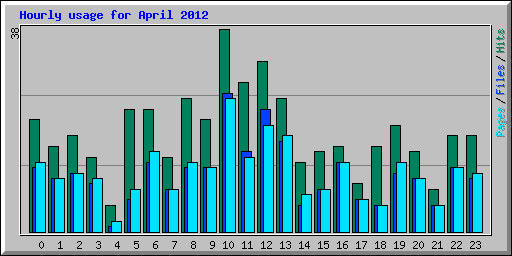 Hourly usage for April 2012
38
Pages/Files/Hits
0 1 2 3 4 5 6 7 8 9 10 11 12 13 14 15 16 17 18 19 20 21 22 23